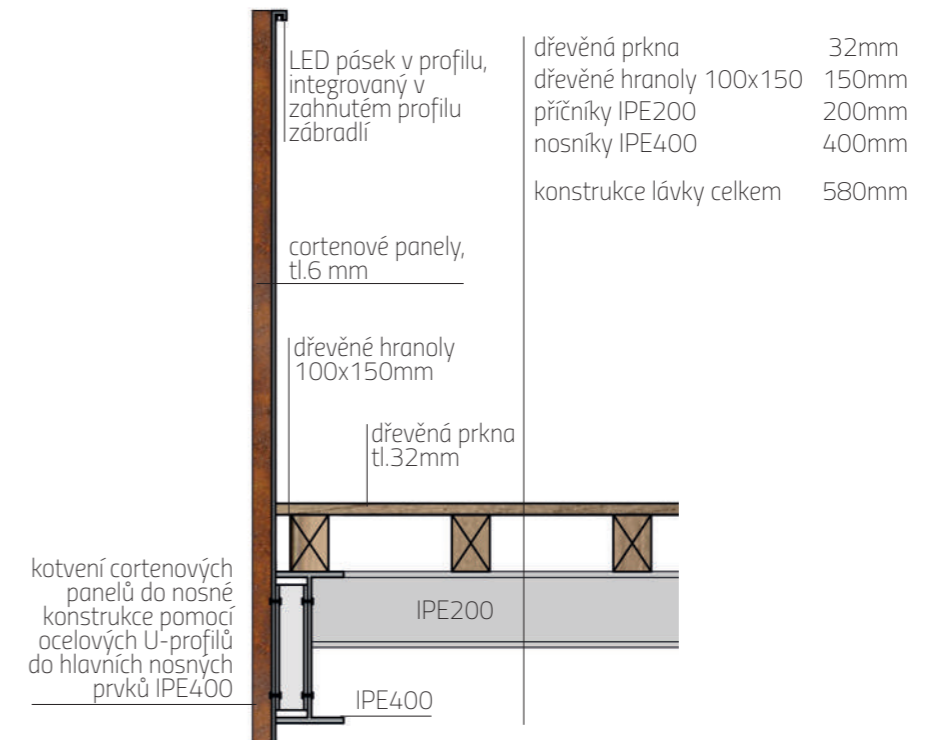 LED pásek v profilu,
integrovaný v
zahnutém profilu
zábradlí
dřevěná prkna 32mm
dřevěné hranoly 100x150 150mm
příčníky IPE200 200mm
nosníky IPE400 400mm
konstrukce lávky celkem 580mm
cortenové panely,
tl.6 mm
dřevěné hranoly
100x150mm
dřevěná prkna
tl.32mm
kotvení cortenových
panelů do nosné
konstrukce pomocí
ocelových U-profilů
do hlavních nosných
prvků IPE400
IPE200
IPE400